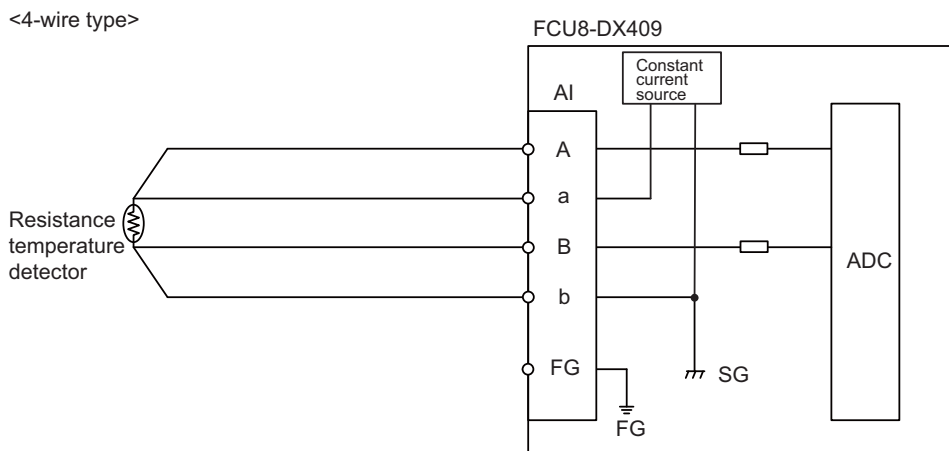 <4-wire type>
FCU8-DX409
Constant
current
source
AI
A
a
B
b
FG
Resistance
temperature
detector
ADC
SG
FG